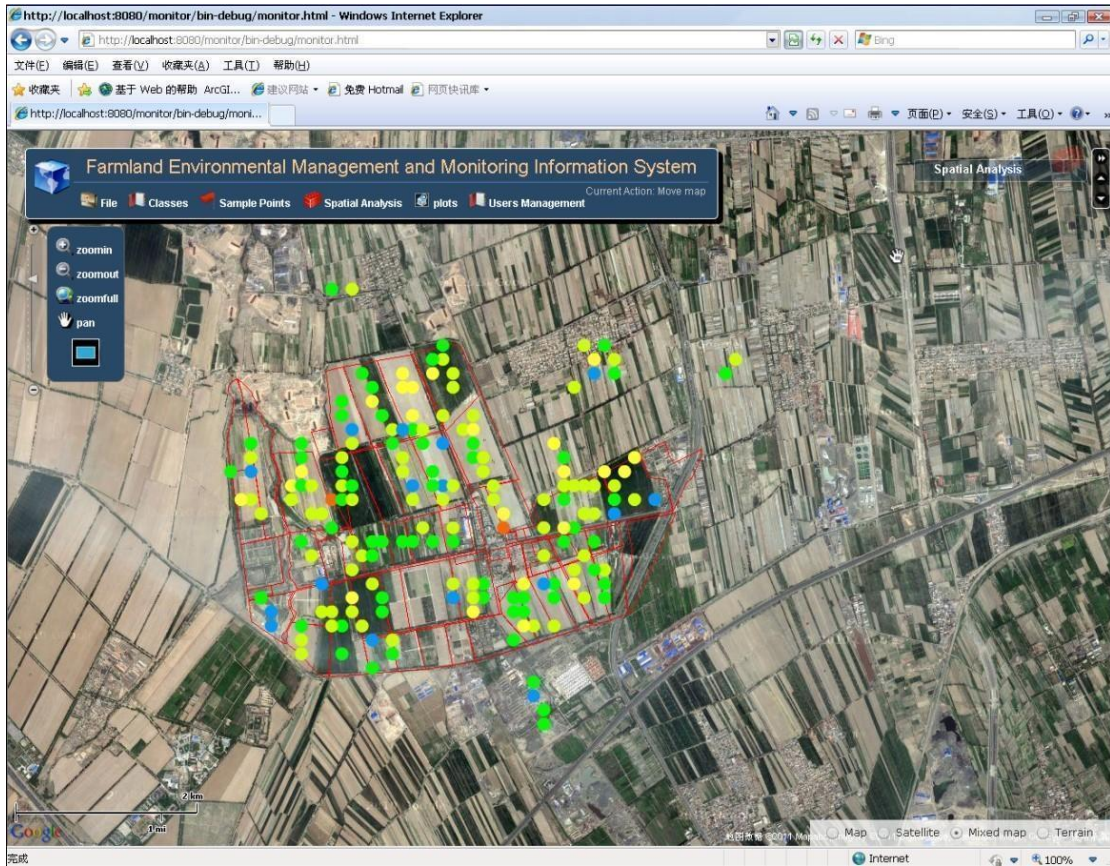 http://localhost:8080/monitor/bin-debug/monitor.html - Windows Internet Explorer
http://localhost:8080/monitor/bin-debug/monitor.html
Bing
文件(F) 编辑(E) 查看(V) 收藏夹(A) 工具(T) 帮助(H)
收藏夹 基于 Web 的帮助 ArcGI... 建议网站 免费 Hotmail 网页快讯库
http://localhost:8080/monitor/bin-debug/moni...
页面(P) 安全(S) 工具(O)
Farmland Environmental Management and Monitoring Information System
Current Action: Move map
File Classes Sample Points Spatial Analysis plots Users Management
Spatial Analysis
zoomin
zoomout
zoomfull
pan
2 km
1 mi
Google
地图数据 ©2011
Map Satellite Mixed map Terrain
完成
Internet
100%